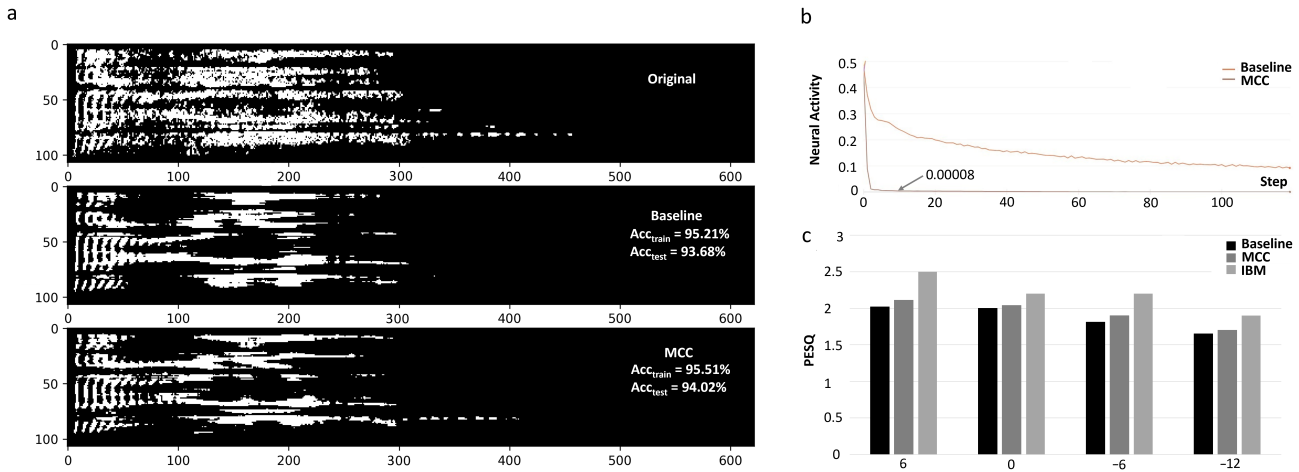 a
0
50
100
Original
0 100 200 300 400 500 600
0
50
100
Baseline
Acctrain = 95.21%
Acctest = 93.68%
0 100 200 300 400 500 600
0
50
100
MCC
Acctrain = 95.51%
Acctest = 94.02%
0 100 200 300 400 500 600
b
Neural Activity
0.5
0.4
0.3
0.2
0.1
0
Baseline
MCC
0.00008
Step
0 20 40 60 80 100
c
PESQ
3
2.5
2
1.5
1
0.5
0
Baseline
MCC
IBM
6 0 −6 −12